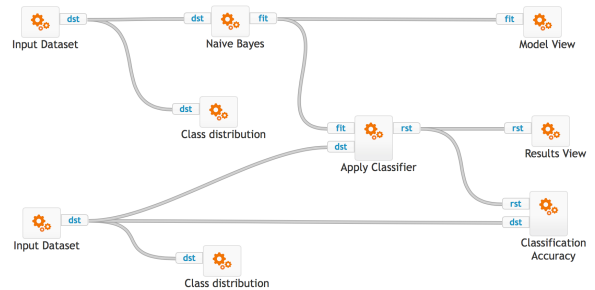 dst
dst
fit
fit
Input Dataset
Naive Bayes
Model View
dst
Class distribution
fit
rst
rst
dst
Apply Classifier
Results View
rst
dst
dst
Input Dataset
Classification
Accuracy
dst
Class distribution